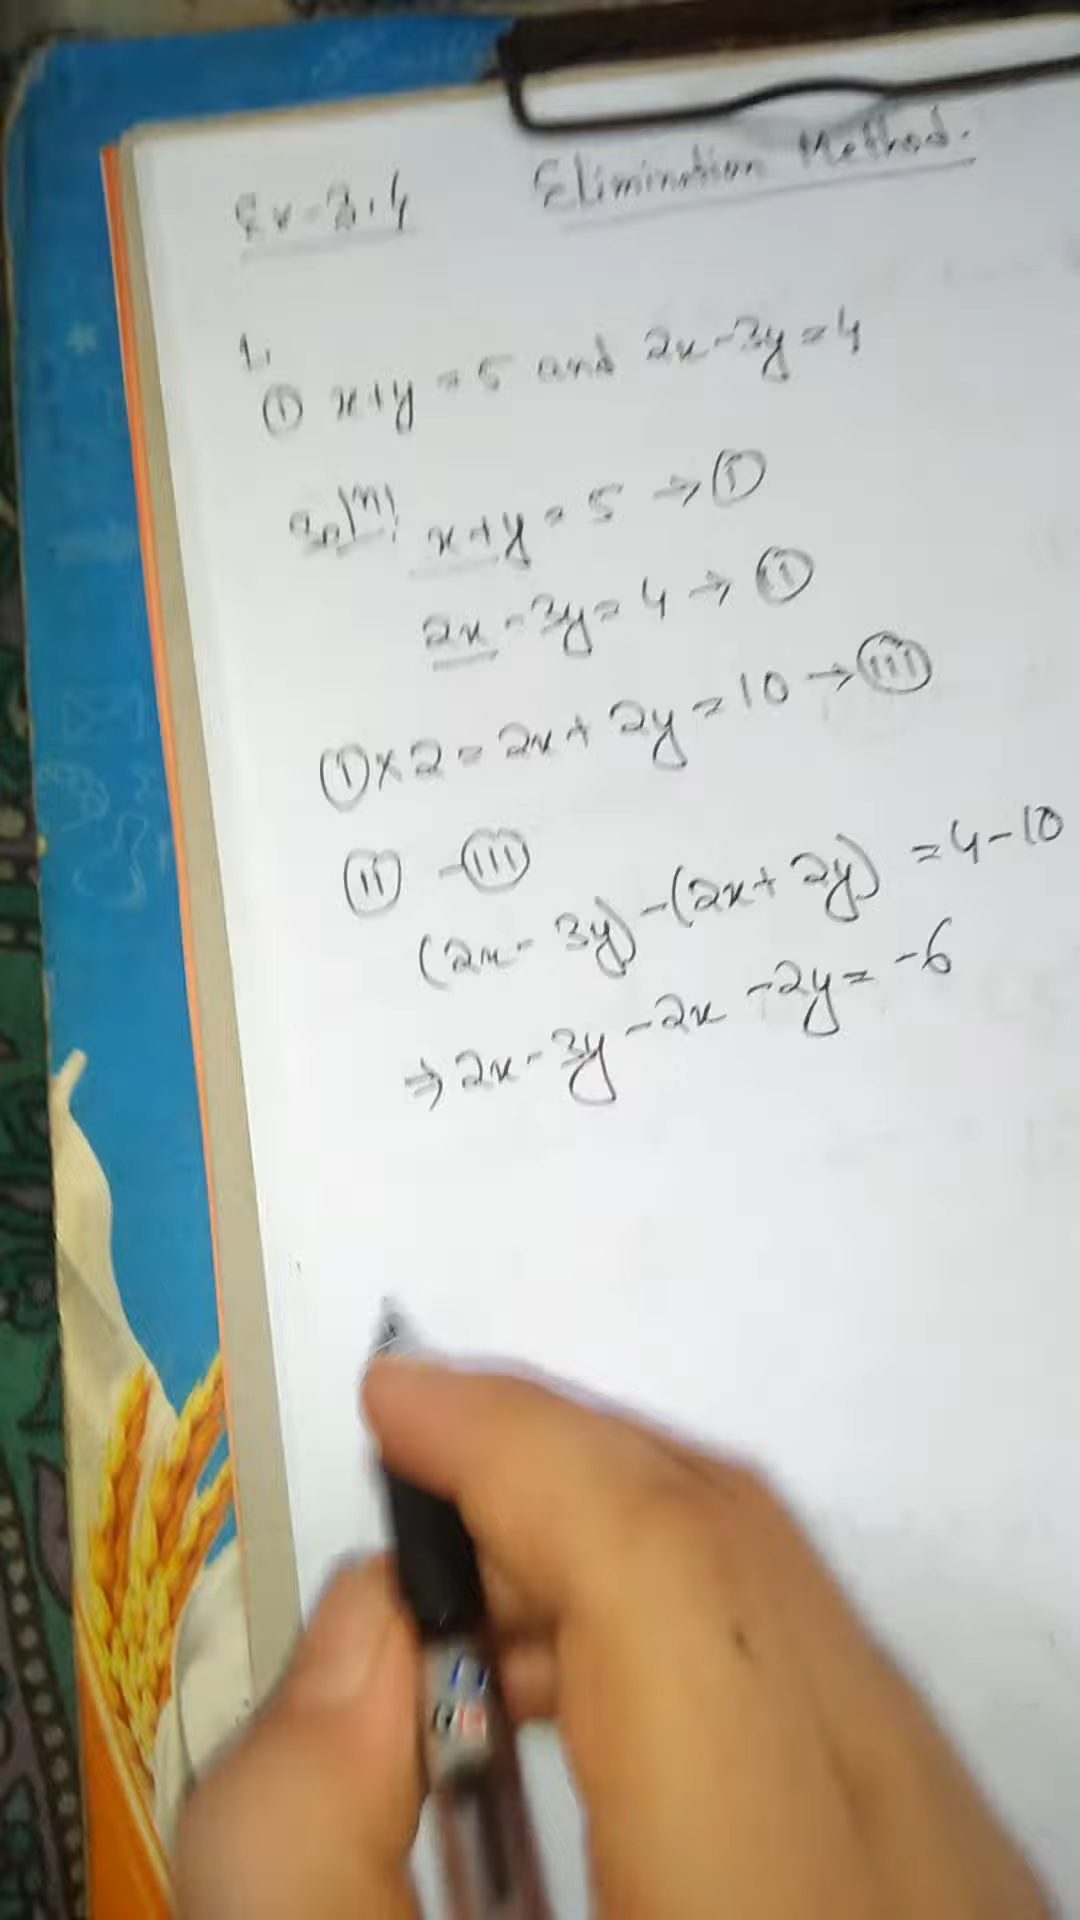 Ex-3.4 Elimination Method.
1.
(i) x+y=5 and 2x-3y=4
Soln! x+y=5 → (i)
2x-3y=4 → (ii)
(i)×2=2x+2y=10 → (iii)
(ii) -(iii)
(2x-3y)-(2x+2y)=4-10
⇒ 2x-3y-2x-2y=-6